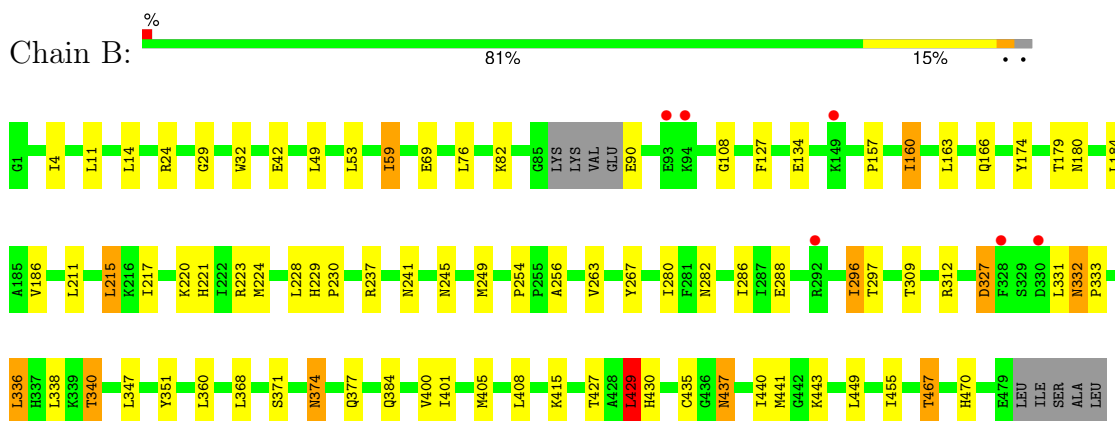 %
Chain B:
81% 15% . .
G1 I4 L11 L14 R24 G29 W32 E42 L49 L53 I59 E69 L76 K82 G85 LYS LYS VAL GLU E90 E93 K94 G108 F127 E134 K149 P157 I160 L163 Q166 Y174 T179 N180 L184
A185 V186 L211 L215 K216 I217 K220 H221 I222 R223 M224 L228 H229 P230 R237 N241 N245 M249 P254 P255 A256 V263 Y267 I280 F281 N282 I286 I287 E288 R292 I296 T297 T309 R312 D327 F328 S329 D330 L331 N332 P333
L336 H337 L338 K339 T340 L347 Y351 L360 L368 S371 N374 Q377 Q384 V400 I401 M405 L408 K415 T427 A428 L429 H430 C435 G436 N437 I440 M441 G442 K443 L449 I455 T467 H470 E479 LEU ILE SER ALA LEU